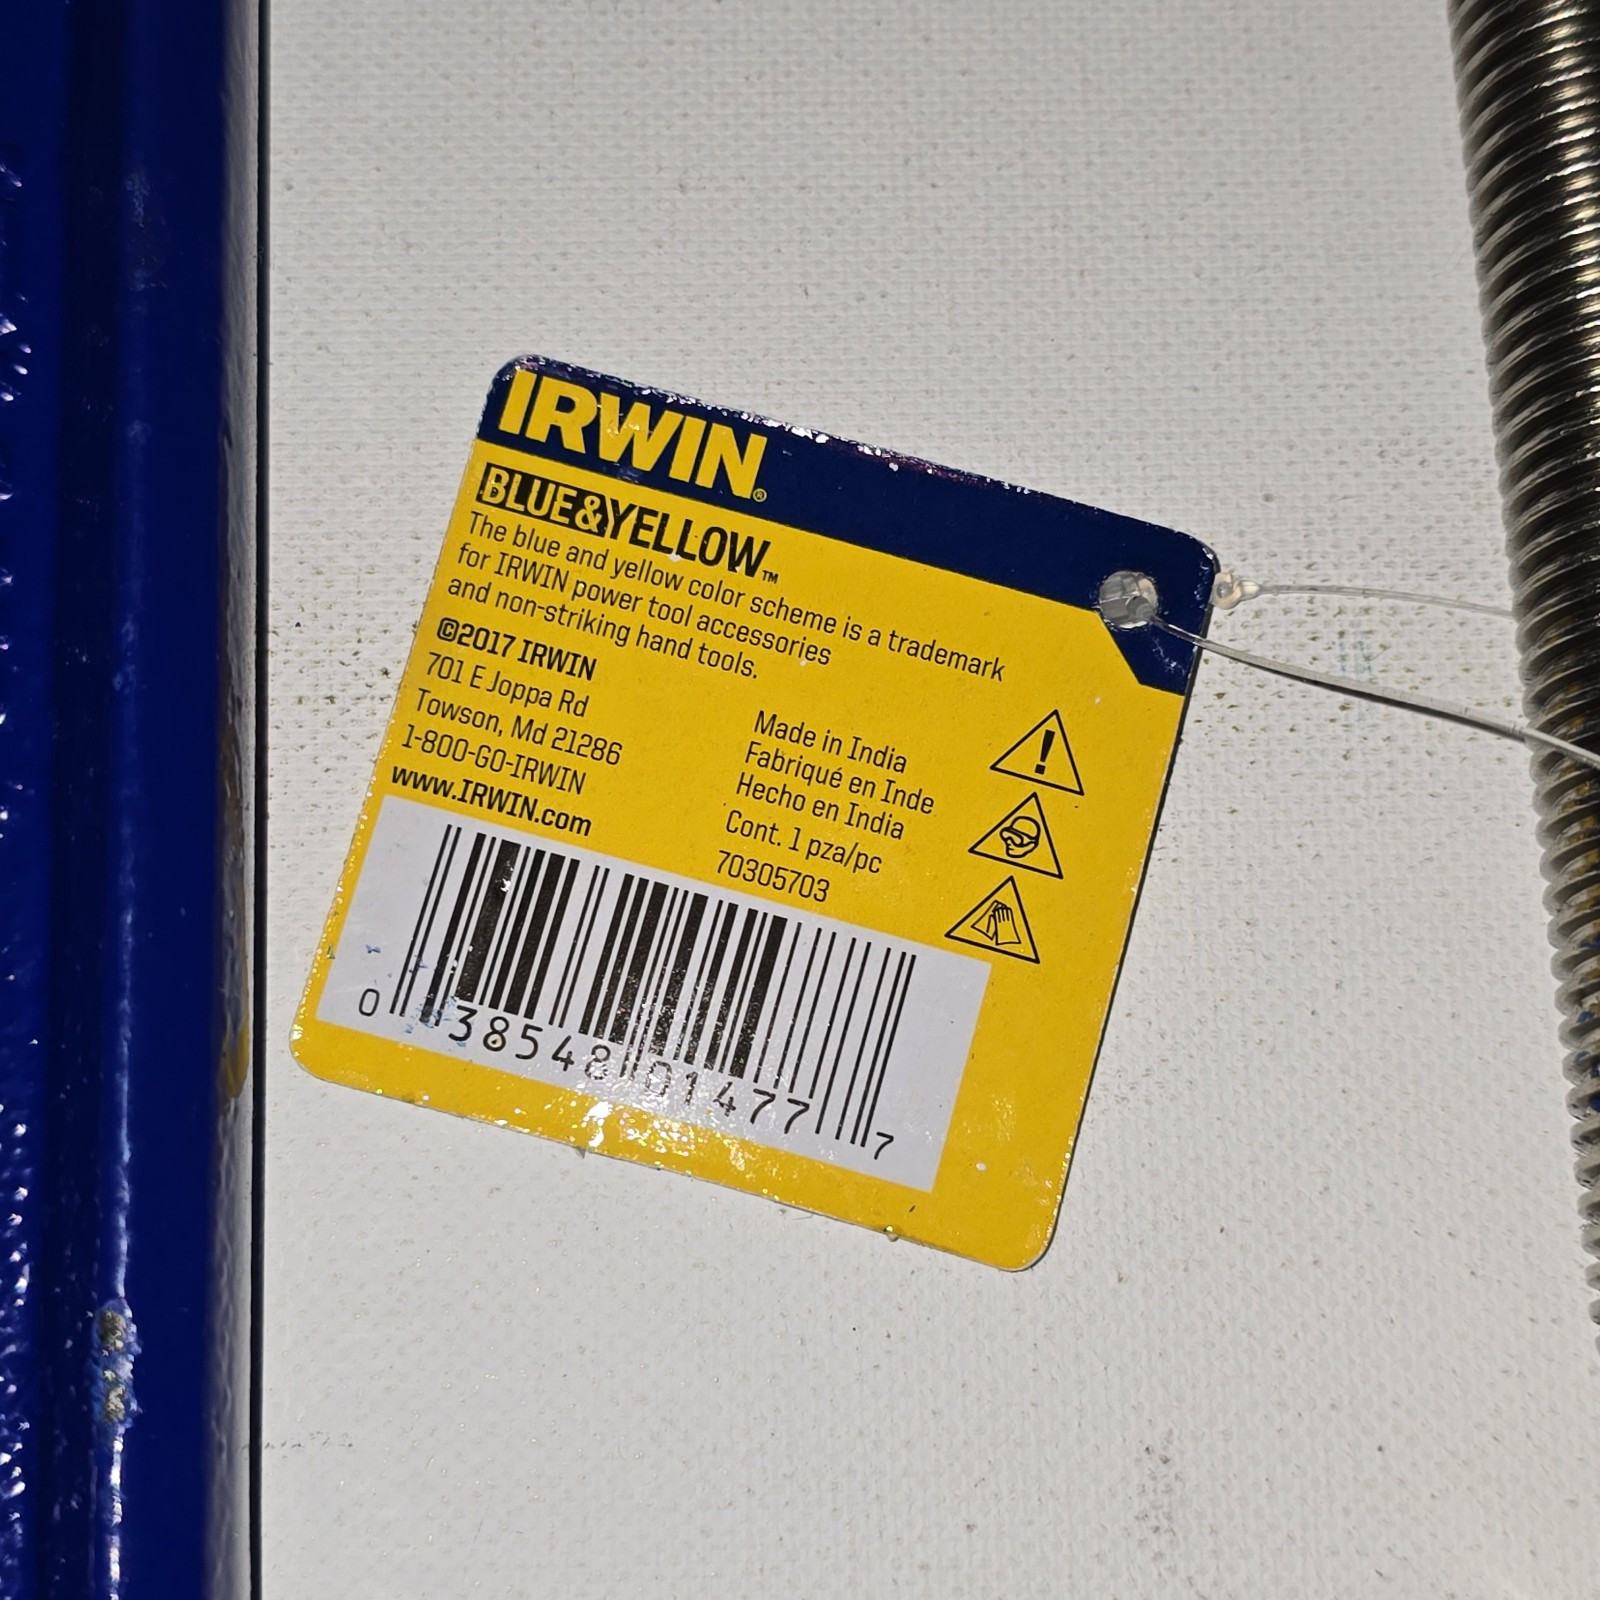 IRWIN®
BLUE&YELLOW™
The blue and yellow color scheme is a trademark
for IRWIN power tool accessories
and non-striking hand tools.
©2017 IRWIN
701 E Joppa Rd
Towson, Md 21286
1-800-GO-IRWIN
www.IRWIN.com
Made in India
Fabriqué en Inde
Hecho en India
Cont. 1 pza/pc
70305703
0 38548 01477 7